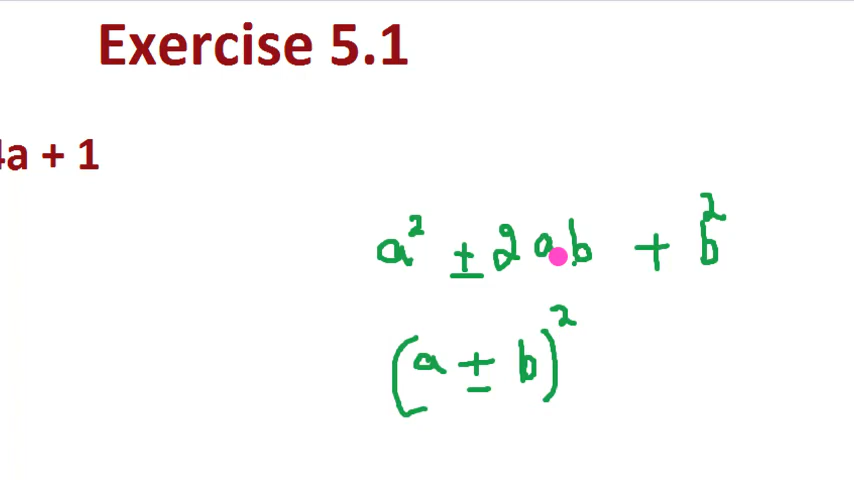 Exercise 5.1
4a + 1
a² ± 2ab + b²
(a ± b)²